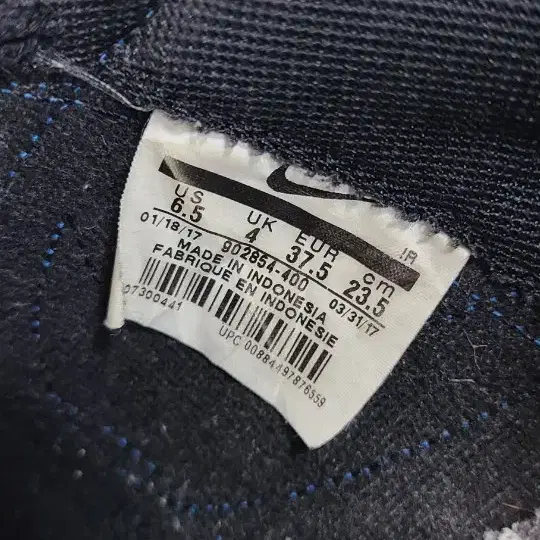 US UK EUR cm IR
6.5 4 37.5 23.5
01/18/17 902854-400 03/31/17
MADE IN INDONESIA
FABRIQUE EN INDONESIE
07300441
UPC 00884497876559